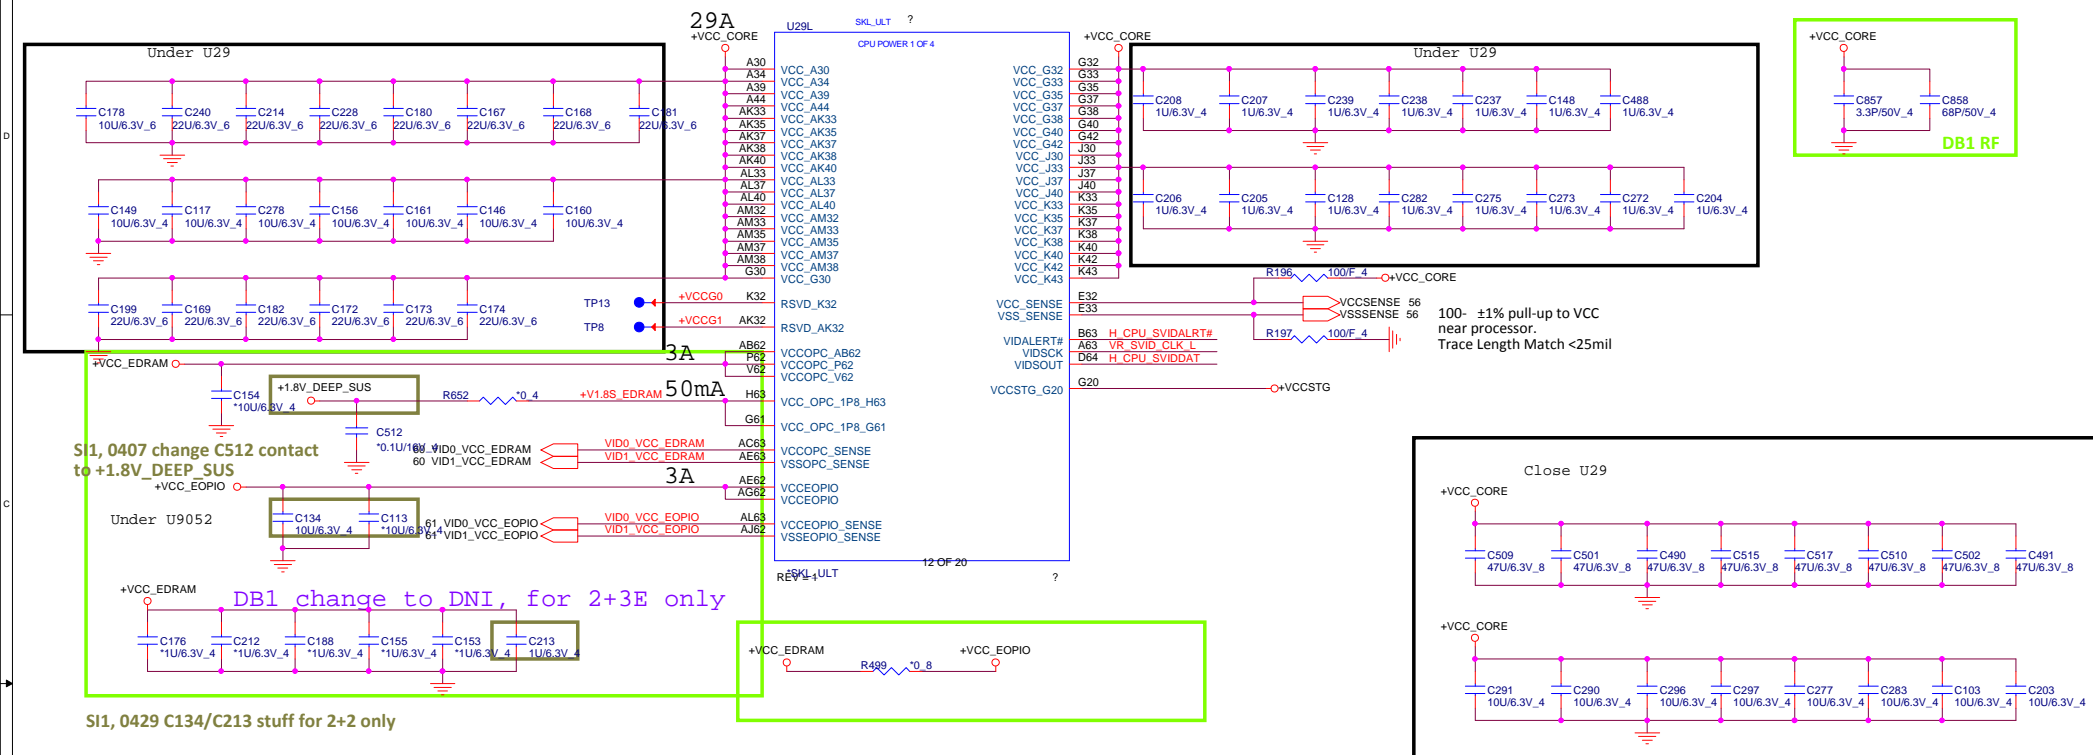 29A
+VCC_CORE
U29L
SKL_ULT
?
CPU POWER 1 OF 4
+VCC_CORE
+VCC_CORE
Under U29
C178
10U/6.3V_6
C240
22U/6.3V_6
C214
22U/6.3V_6
C228
22U/6.3V_6
C180
22U/6.3V_6
C167
22U/6.3V_6
C168
22U/6.3V_6
C181
22U/6.3V_6
C149
10U/6.3V_4
C117
10U/6.3V_4
C278
10U/6.3V_4
C156
10U/6.3V_4
C161
10U/6.3V_4
C146
10U/6.3V_4
C160
10U/6.3V_4
C199
22U/6.3V_6
C169
22U/6.3V_6
C182
22U/6.3V_6
C172
22U/6.3V_6
C173
22U/6.3V_6
C174
22U/6.3V_6
TP13
+VCCG0
TP8
+VCCG1
A30 VCC_A30
A34 VCC_A34
A39 VCC_A39
A44 VCC_A44
AK33 VCC_AK33
AK35 VCC_AK35
AK37 VCC_AK37
AK38 VCC_AK38
AK40 VCC_AK40
AL33 VCC_AL33
AL37 VCC_AL37
AL40 VCC_AL40
AM32 VCC_AM32
AM33 VCC_AM33
AM35 VCC_AM35
AM37 VCC_AM37
AM38 VCC_AM38
G30 VCC_G30
K32 RSVD_K32
AK32 RSVD_AK32
AB62 VCCOPC_AB62
P62 VCCOPC_P62
V62 VCCOPC_V62
H63 VCC_OPC_1P8_H63
G61 VCC_OPC_1P8_G61
AC63 VCCOPC_SENSE
AE63 VSSOPC_SENSE
AE62 VCCEOPIO
AG62 VCCEOPIO
AL63 VCCEOPIO_SENSE
AJ62 VSSEOPIO_SENSE
VCC_G32 G32
VCC_G33 G33
VCC_G35 G35
VCC_G37 G37
VCC_G38 G38
VCC_G40 G40
VCC_G42 G42
VCC_J30 J30
VCC_J33 J33
VCC_J37 J37
VCC_J40 J40
VCC_K33 K33
VCC_K35 K35
VCC_K37 K37
VCC_K38 K38
VCC_K40 K40
VCC_K42 K42
VCC_K43 K43
VCC_SENSE E32
VSS_SENSE E33
VIDALERT# B63 H_CPU_SVIDALRT#
VIDSCK A63 VR_SVID_CLK_L
VIDSOUT D64 H_CPU_SVIDDAT
VCCSTG_G20 G20
+VCCSTG
12 OF 20
*SKL_ULT
REV = 1
?
Under U29
C208
1U/6.3V_4
C207
1U/6.3V_4
C239
1U/6.3V_4
C238
1U/6.3V_4
C237
1U/6.3V_4
C148
1U/6.3V_4
C488
1U/6.3V_4
C206
1U/6.3V_4
C205
1U/6.3V_4
C128
1U/6.3V_4
C282
1U/6.3V_4
C275
1U/6.3V_4
C273
1U/6.3V_4
C272
1U/6.3V_4
C204
1U/6.3V_4
R196 100/F_4
+VCC_CORE
VCCSENSE 56
VSSSENSE 56
R197 100/F_4
100- ±1% pull-up to VCC
near processor.
Trace Length Match <25mil
+VCC_CORE
C857
3.3P/50V_4
C858
68P/50V_4
DB1 RF
D
C
+VCC_EDRAM
3A
C154
*10U/6.3V_4
+1.8V_DEEP_SUS
R652 *0_4
+V1.8S_EDRAM
50mA
C512
*0.1U/16V_4
SI1, 0407 change C512 contact
to +1.8V_DEEP_SUS
60 VID0_VCC_EDRAM
VID0_VCC_EDRAM
60 VID1_VCC_EDRAM
VID1_VCC_EDRAM
+VCC_EOPIO
3A
Under U9052
C134
10U/6.3V_4
C113
*10U/6.3V_4
61 VID0_VCC_EOPIO
VID0_VCC_EOPIO
61 VID1_VCC_EOPIO
VID1_VCC_EOPIO
+VCC_EDRAM
DB1 change to DNI, for 2+3E only
C176
*1U/6.3V_4
C212
*1U/6.3V_4
C188
*1U/6.3V_4
C155
*1U/6.3V_4
C153
*1U/6.3V_4
C213
1U/6.3V_4
SI1, 0429 C134/C213 stuff for 2+2 only
+VCC_EDRAM
R499 *0_8
+VCC_EOPIO
Close U29
+VCC_CORE
C509
47U/6.3V_8
C501
47U/6.3V_8
C490
47U/6.3V_8
C515
47U/6.3V_8
C517
47U/6.3V_8
C510
47U/6.3V_8
C502
47U/6.3V_8
C491
47U/6.3V_8
+VCC_CORE
C291
10U/6.3V_4
C290
10U/6.3V_4
C296
10U/6.3V_4
C297
10U/6.3V_4
C277
10U/6.3V_4
C283
10U/6.3V_4
C103
10U/6.3V_4
C203
10U/6.3V_4